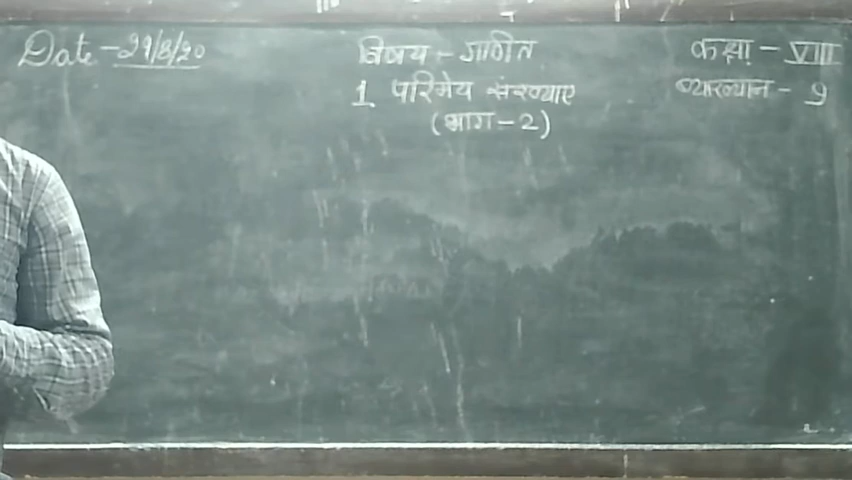 Date - 21/8/20
विषय - गणित
कक्षा - VIII
1 परिमेय संख्याए
व्याख्यान - 9
(भाग - 2)